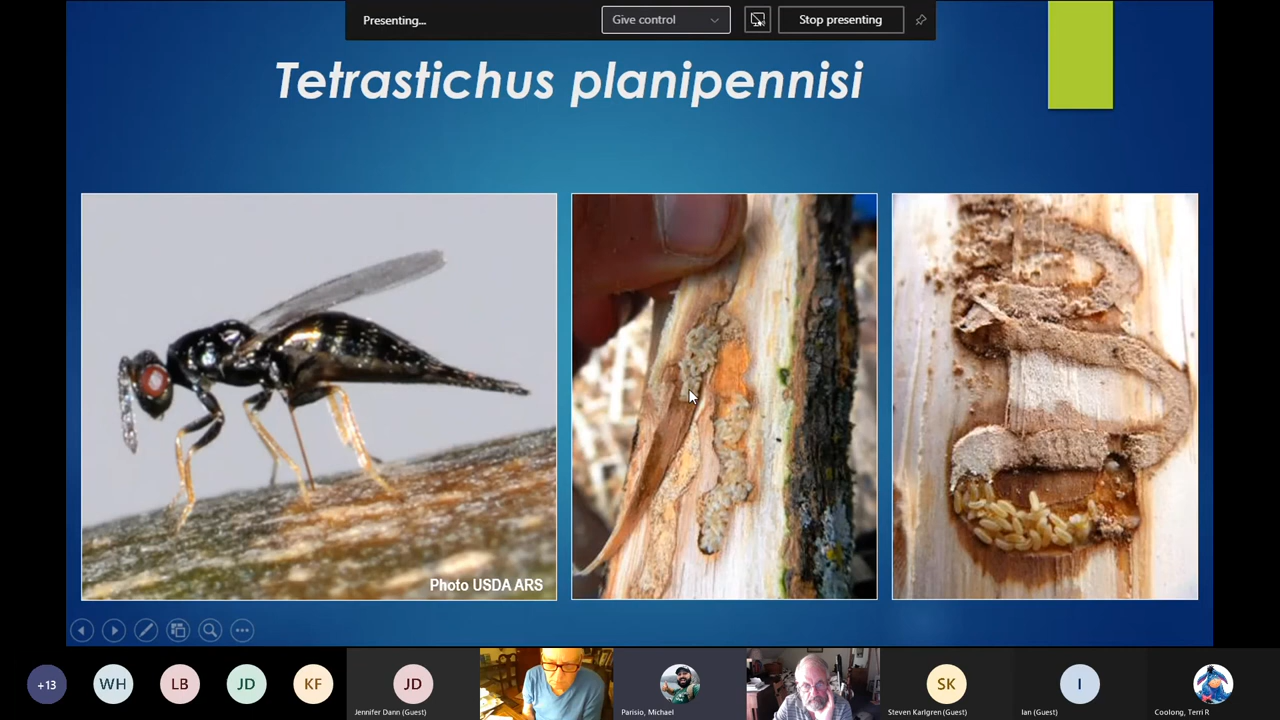 Presenting...
Give control
Stop presenting
Tetrastichus planipennisi
Photo USDA ARS
+13
WH
LB
JD
KF
JD
Jennifer Dann (Guest)
Parisio, Michael
SK
Steven Karlgren (Guest)
I
Ian (Guest)
Coolong, Terri R